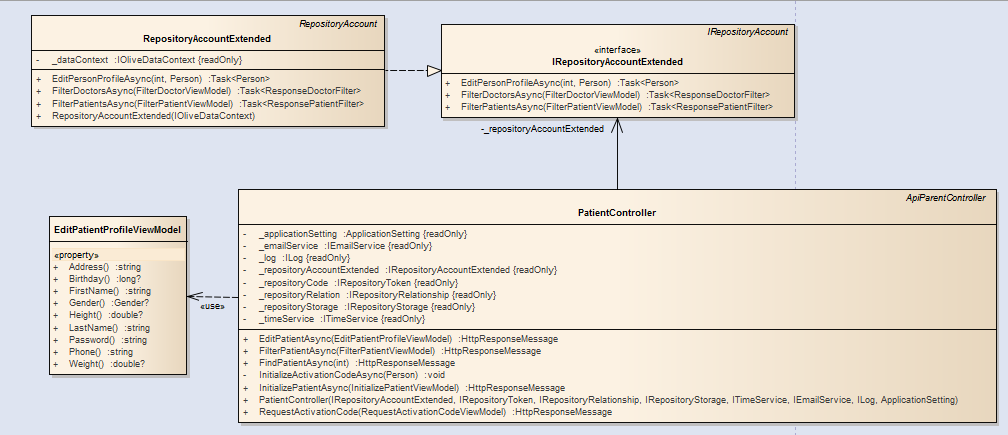 RepositoryAccount
RepositoryAccountExtended
- _dataContext :IOliveDataContext {readOnly}
+ EditPersonProfileAsync(int, Person) :Task<Person>
+ FilterDoctorsAsync(FilterDoctorViewModel) :Task<ResponseDoctorFilter>
+ FilterPatientsAsync(FilterPatientViewModel) :Task<ResponsePatientFilter>
+ RepositoryAccountExtended(IOliveDataContext)
IRepositoryAccount
«interface»
IRepositoryAccountExtended
+ EditPersonProfileAsync(int, Person) :Task<Person>
+ FilterDoctorsAsync(FilterDoctorViewModel) :Task<ResponseDoctorFilter>
+ FilterPatientsAsync(FilterPatientViewModel) :Task<ResponsePatientFilter>
-_repositoryAccountExtended
EditPatientProfileViewModel
«property»
+ Address() :string
+ Birthday() :long?
+ FirstName() :string
+ Gender() :Gender?
+ Height() :double?
+ LastName() :string
+ Password() :string
+ Phone() :string
+ Weight() :double?
«use»
ApiParentController
PatientController
- _applicationSetting :ApplicationSetting {readOnly}
- _emailService :IEmailService {readOnly}
- _log :ILog {readOnly}
- _repositoryAccountExtended :IRepositoryAccountExtended {readOnly}
- _repositoryCode :IRepositoryToken {readOnly}
- _repositoryRelation :IRepositoryRelationship {readOnly}
- _repositoryStorage :IRepositoryStorage {readOnly}
- _timeService :ITimeService {readOnly}
+ EditPatientAsync(EditPatientProfileViewModel) :HttpResponseMessage
+ FilterPatientAsync(FilterPatientViewModel) :HttpResponseMessage
+ FindPatientAsync(int) :HttpResponseMessage
- InitializeActivationCodeAsync(Person) :void
+ InitializePatientAsync(InitializePatientViewModel) :HttpResponseMessage
+ PatientController(IRepositoryAccountExtended, IRepositoryToken, IRepositoryRelationship, IRepositoryStorage, ITimeService, IEmailService, ILog, ApplicationSetting)
+ RequestActivationCode(RequestActivationCodeViewModel) :HttpResponseMessage